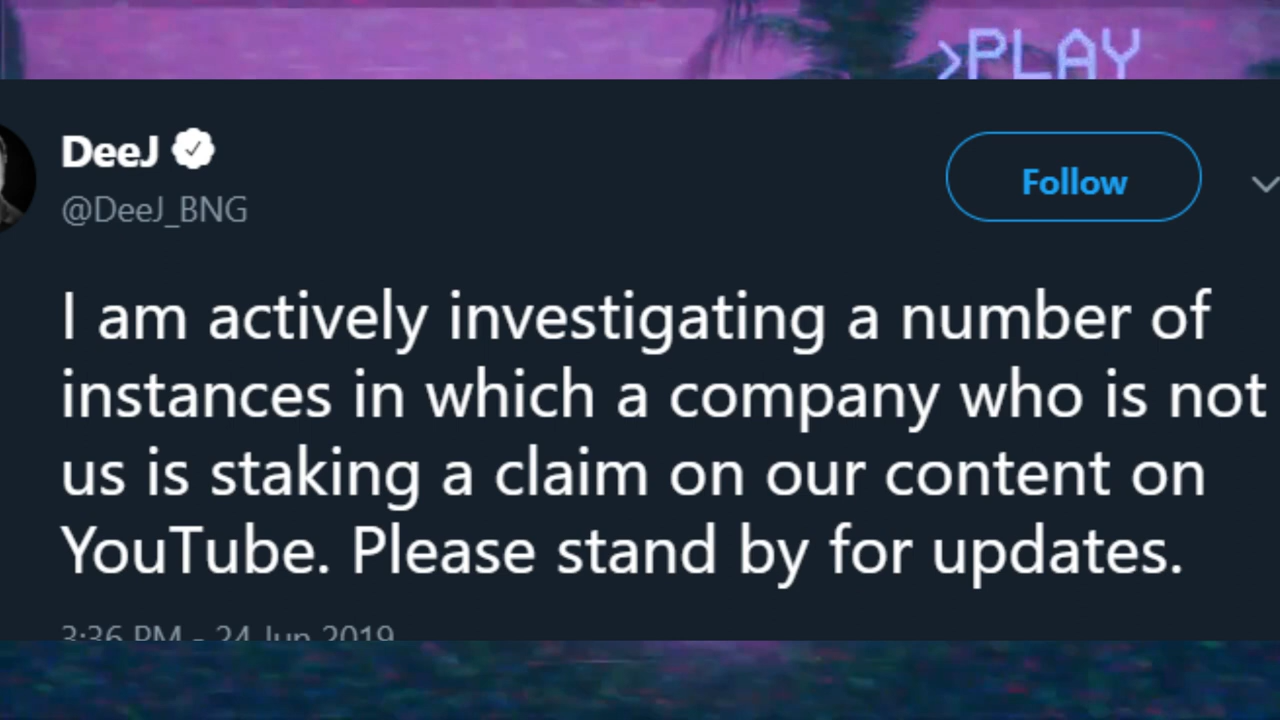 >PLAY
DeeJ
@DeeJ_BNG
Follow
I am actively investigating a number of
instances in which a company who is not
us is staking a claim on our content on
YouTube. Please stand by for updates.
3:36 PM - 24 Jun 2019